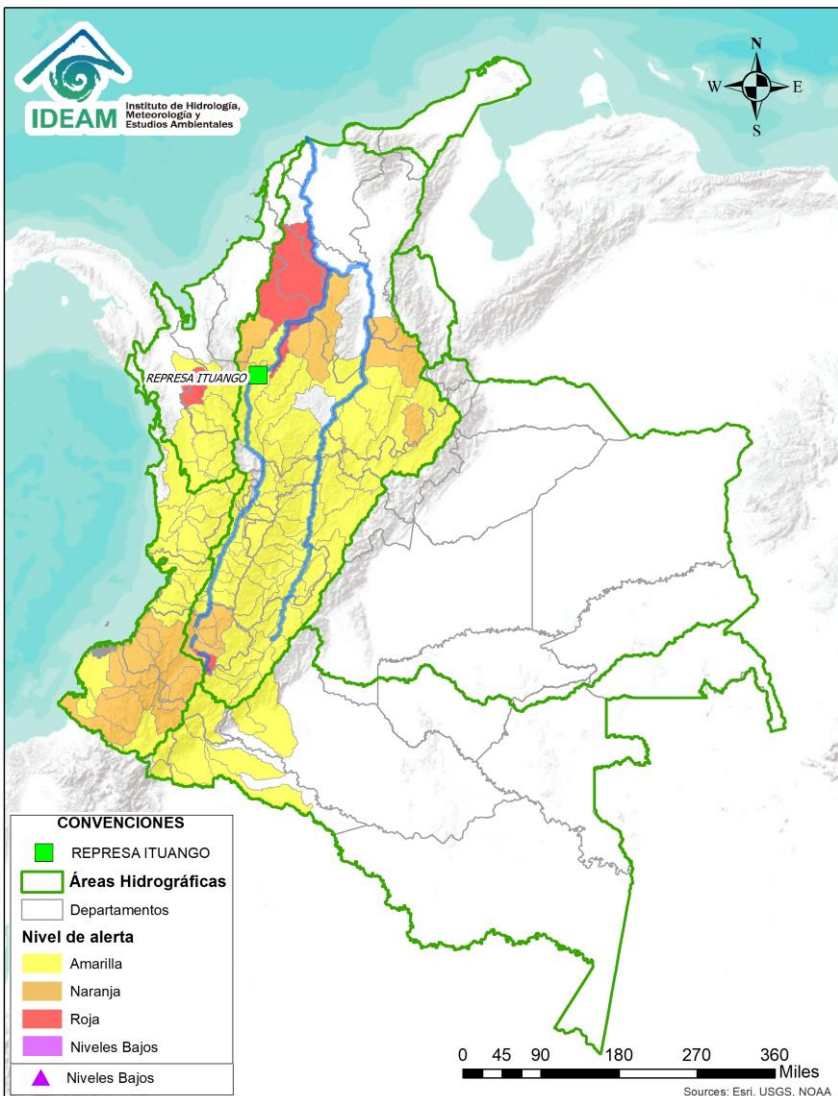 IDEAM
Instituto de Hidrología,
Meteorología y
Estudios Ambientales
N
W
E
S
REPRESA ITUANGO
CONVENCIONES
REPRESA ITUANGO
Áreas Hidrográficas
Departamentos
Nivel de alerta
Amarilla
Naranja
Roja
Niveles Bajos
Niveles Bajos
0 45 90 180 270 360
Miles
Sources: Esri, USGS, NOAA